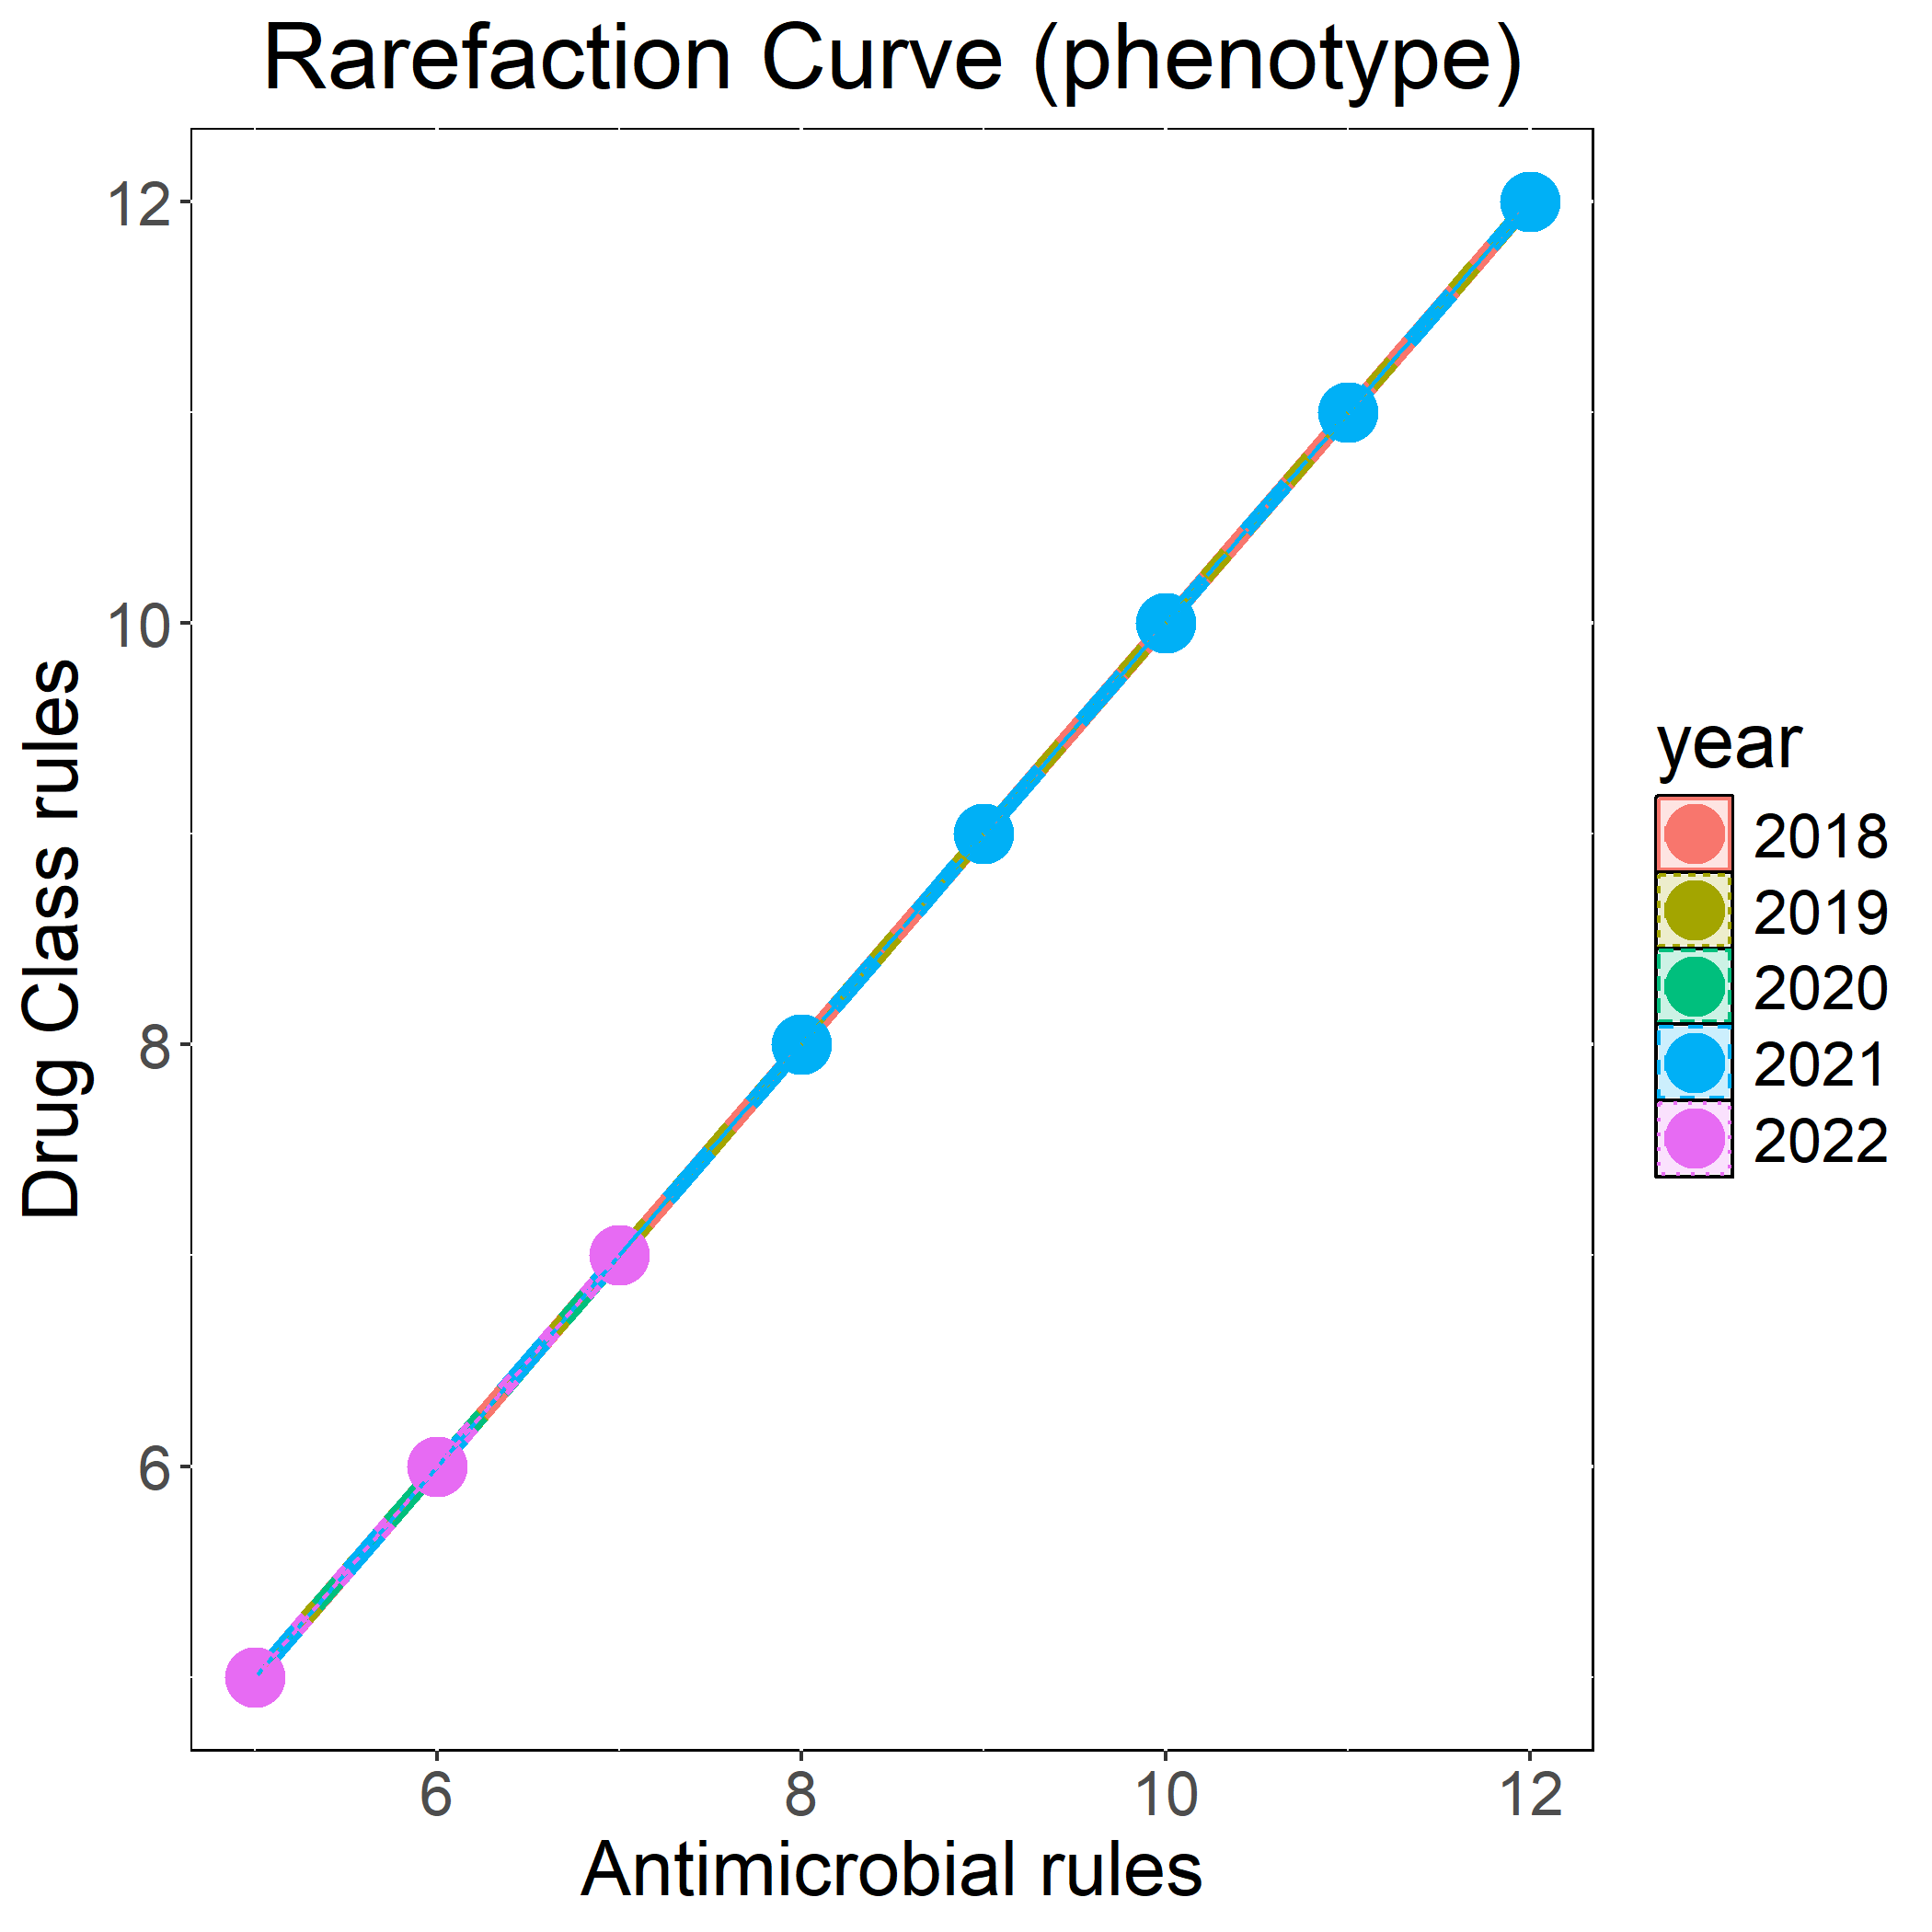 Rarefaction Curve (phenotype)
12
10
8
6
Drug Class rules
6 8 10 12
Antimicrobial rules
year
2018
2019
2020
2021
2022